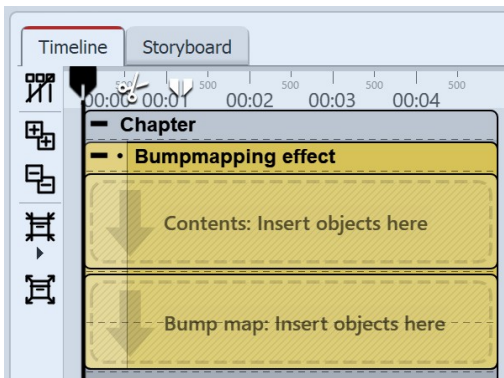 Timeline Storyboard
500 500 500 500 500
00:00 00:01 00:02 00:03 00:04
Chapter
Bumpmapping effect
Contents: Insert objects here
Bump map: Insert objects here